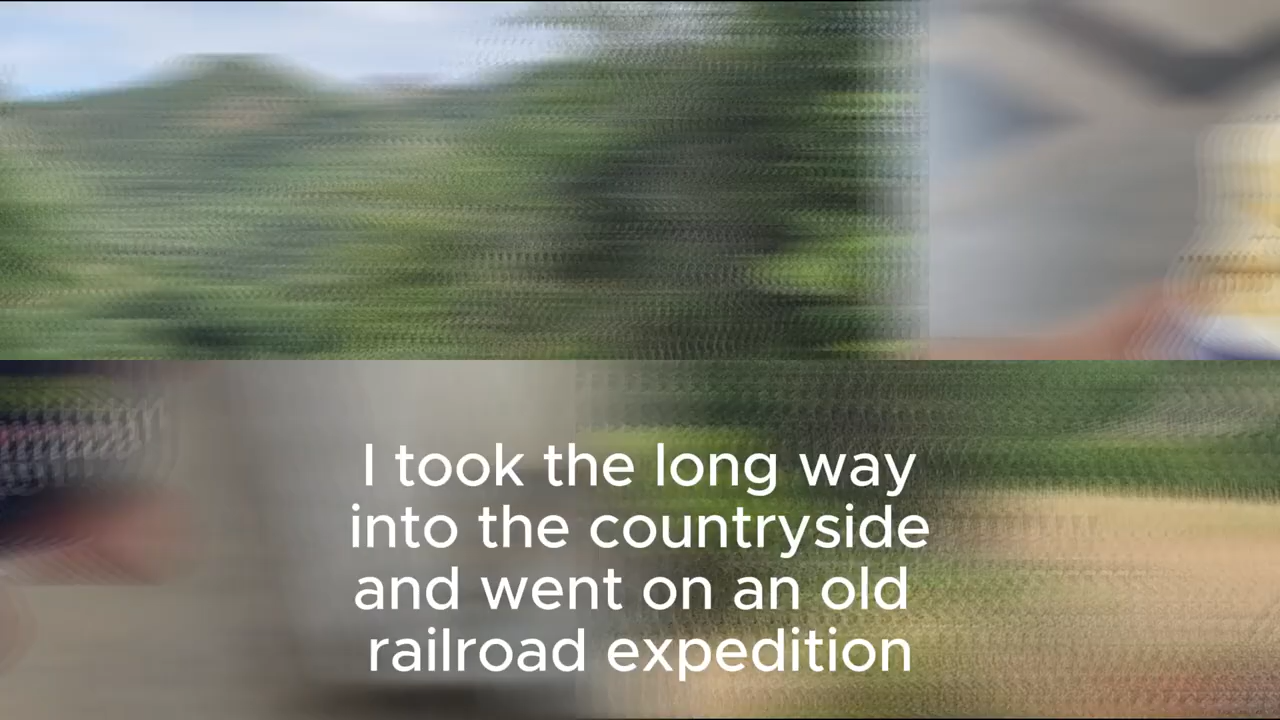 I took the long way
into the countryside
and went on an old
railroad expedition